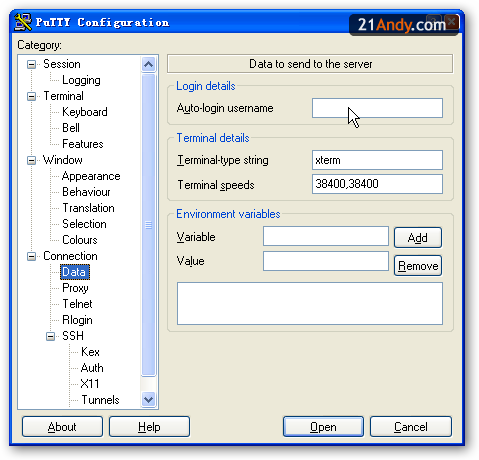 PuTTY Configuration
21Andy.com
Category:
Session
Logging
Terminal
Keyboard
Bell
Features
Window
Appearance
Behaviour
Translation
Selection
Colours
Connection
Data
Proxy
Telnet
Rlogin
SSH
Kex
Auth
X11
Tunnels
Data to send to the server
Login details
Auto-login username
Terminal details
Terminal-type string xterm
Terminal speeds 38400,38400
Environment variables
Variable Add
Value Remove
About Help Open Cancel